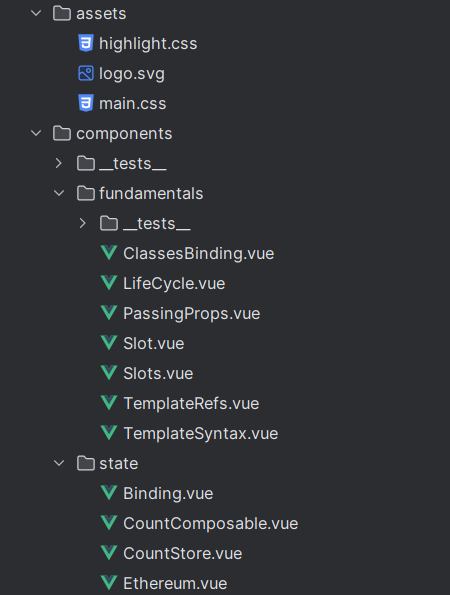 assets
highlight.css
logo.svg
main.css
components
__tests__
fundamentals
__tests__
ClassesBinding.vue
LifeCycle.vue
PassingProps.vue
Slot.vue
Slots.vue
TemplateRefs.vue
TemplateSyntax.vue
state
Binding.vue
CountComposable.vue
CountStore.vue
Ethereum.vue